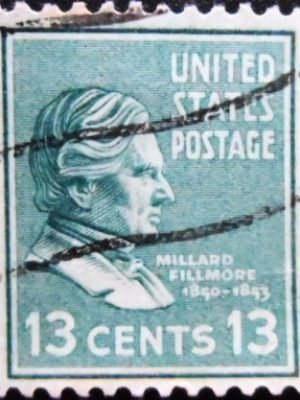 UNITED
STATES
POSTAGE
MILLARD
FILLMORE
1850-1853
13 CENTS 13